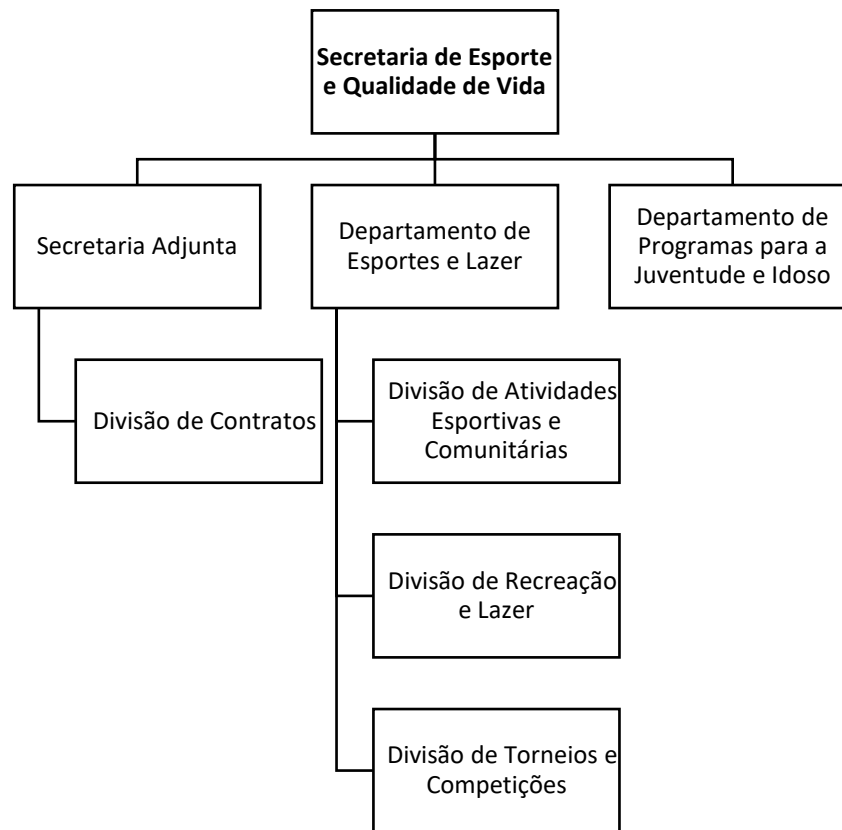 Secretaria de Esporte
e Qualidade de Vida
Secretaria Adjunta
Departamento de
Esportes e Lazer
Departamento de
Programas para a
Juventude e Idoso
Divisão de Contratos
Divisão de Atividades
Esportivas e
Comunitárias
Divisão de Recreação
e Lazer
Divisão de Torneios e
Competições